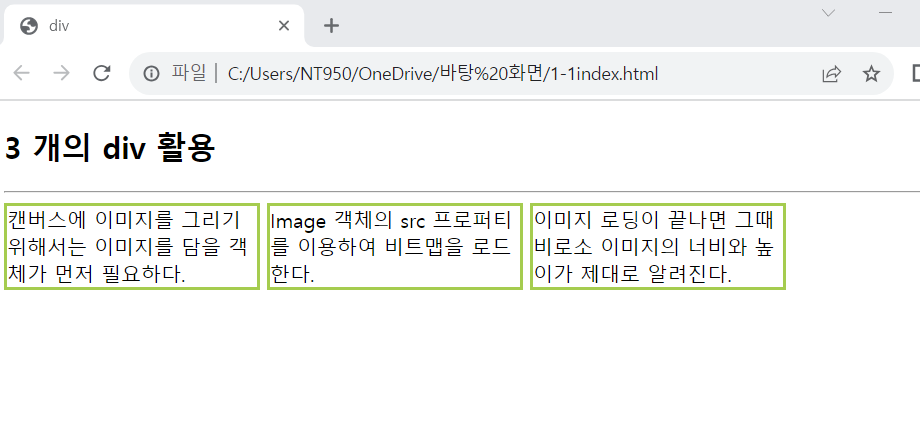 div
파일 | C:/Users/NT950/OneDrive/바탕%20화면/1-1index.html
3 개의 div 활용
캔버스에 이미지를 그리기
위해서는 이미지를 담을 객
체가 먼저 필요하다.
Image 객체의 src 프로퍼티
를 이용하여 비트맵을 로드
한다.
이미지 로딩이 끝나면 그때
비로소 이미지의 너비와 높
이가 제대로 알려진다.